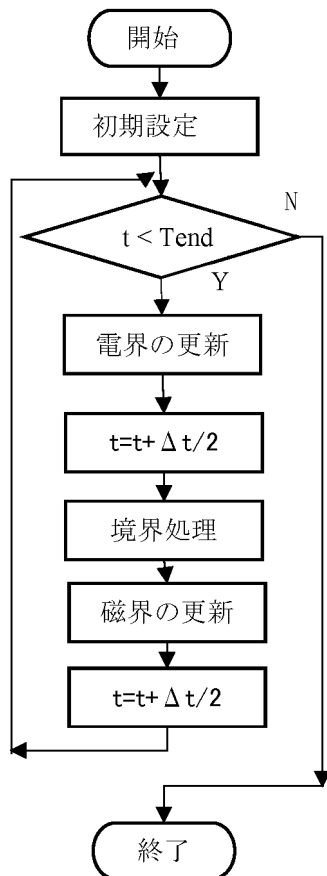 開始
初期設定
N
t < Tend
Y
電界の更新
t=t+Δt/2
境界処理
磁界の更新
t=t+Δt/2
終了